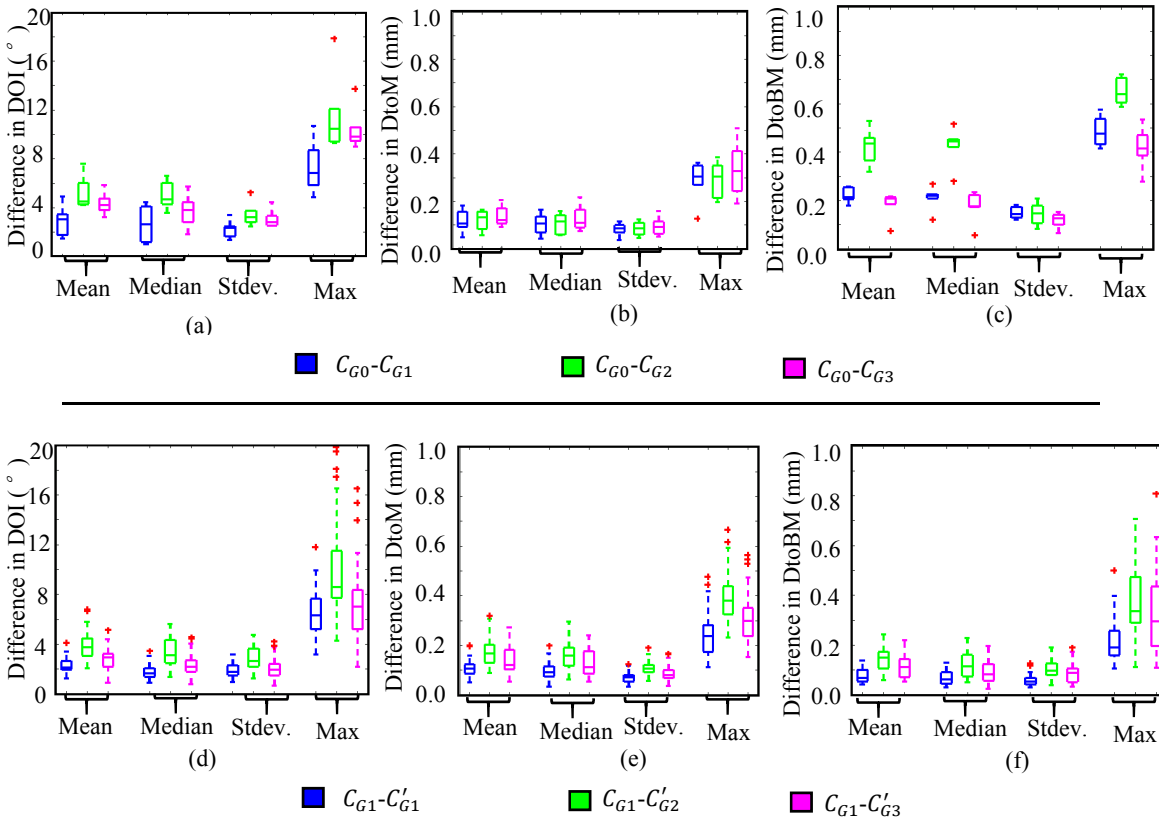 Difference in DOI (°)
20
16
12
8
4
0
Mean
Median
Stdev.
Max
(a)
Difference in DtoM (mm)
1.0
0.8
0.6
0.4
0.2
0.0
Mean
Median
Stdev.
Max
(b)
Difference in DtoBM (mm)
1.0
0.8
0.6
0.4
0.2
0.0
Mean
Median
Stdev.
Max
(c)
C_G0-C_G1
C_G0-C_G2
C_G0-C_G3
Difference in DOI (°)
20
16
12
8
4
0
Mean
Median
Stdev.
Max
(d)
Difference in DtoM (mm)
1.0
0.8
0.6
0.4
0.2
0.0
Mean
Median
Stdev.
Max
(e)
Difference in DtoBM (mm)
1.0
0.8
0.6
0.4
0.2
0.0
Mean
Median
Stdev.
Max
(f)
C_G1-C'_G1
C_G1-C'_G2
C_G1-C'_G3